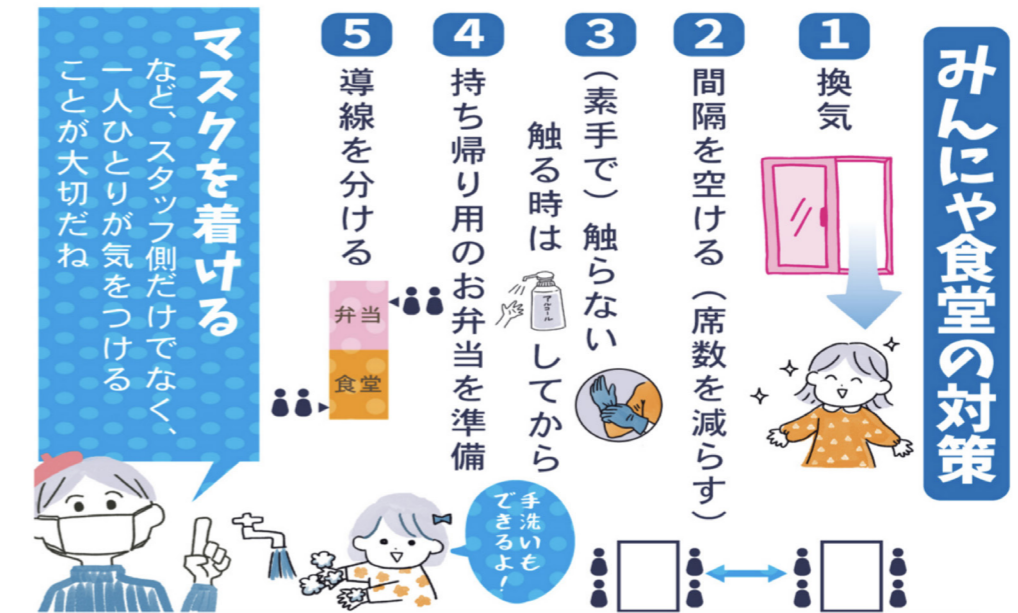 みんにゃ食堂の対策
1
換気
2
間隔を空ける（席数を減らす）
3
（素手で）触らない
触る時は
アルコール
してから
4
持ち帰り用のお弁当を準備
5
導線を分ける
弁当
食堂
マスクを着ける
など、スタッフ側だけでなく、
一人ひとりが気をつける
ことが大切だね
手洗いも
できるよ！